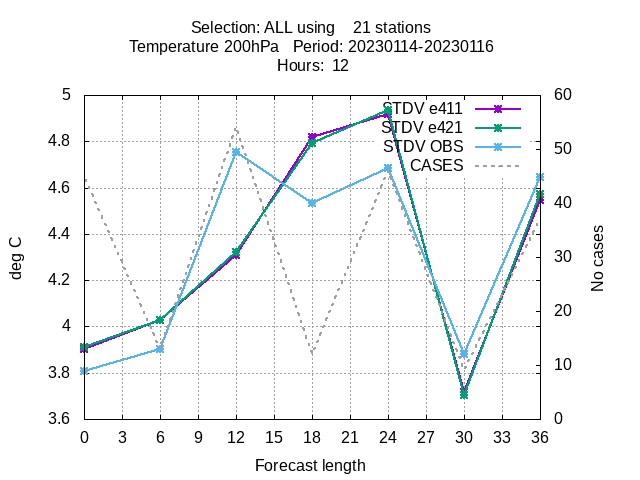 Selection: ALL using    21 stations
Temperature 200hPa   Period: 20230114-20230116
Hours:  12
5
4.8
4.6
4.4
4.2
4
3.8
3.6
deg C
60
50
40
30
20
10
0
No cases
STDV e411
STDV e421
STDV OBS
CASES
0 3 6 9 12 15 18 21 24 27 30 33 36
Forecast length